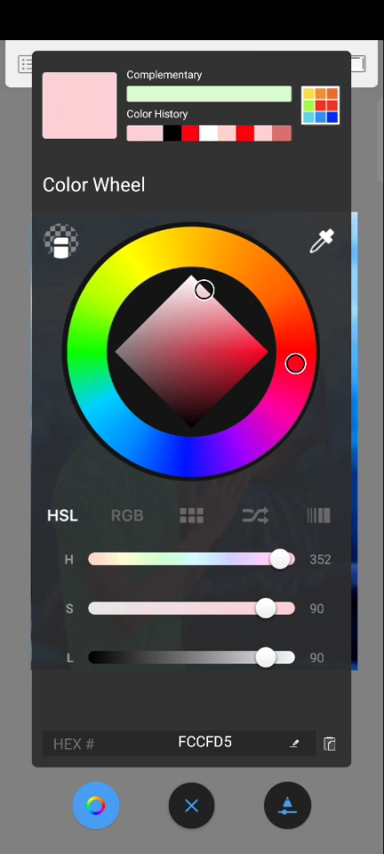 Complementary
Color History
Color Wheel
HSL RGB
H 352
S 90
L 90
HEX # FCCFD5